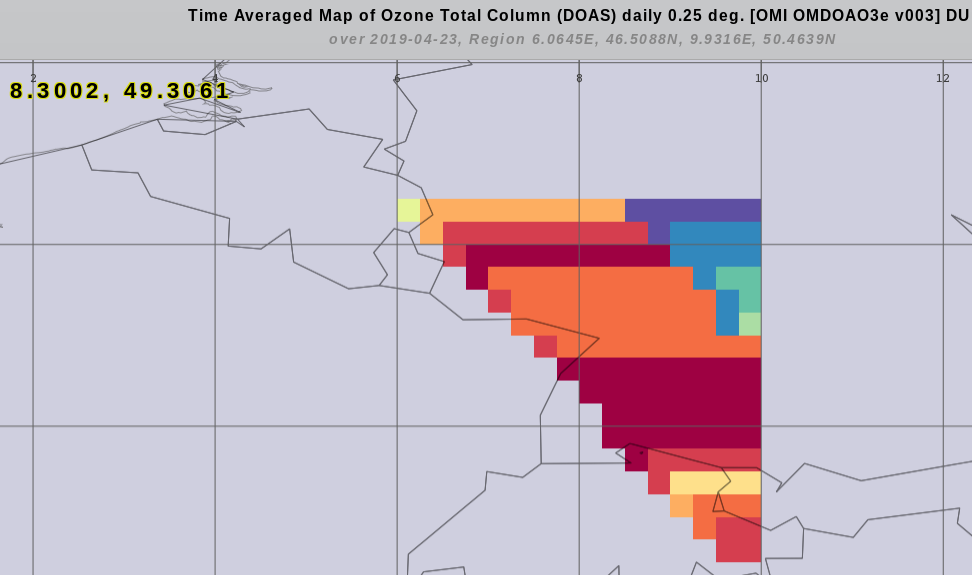 Time Averaged Map of Ozone Total Column (DOAS) daily 0.25 deg. [OMI OMDOAO3e v003] DU
over 2019-04-23, Region 6.0645E, 46.5088N, 9.9316E, 50.4639N
2 4 6 8 10 12
8.3002, 49.3061